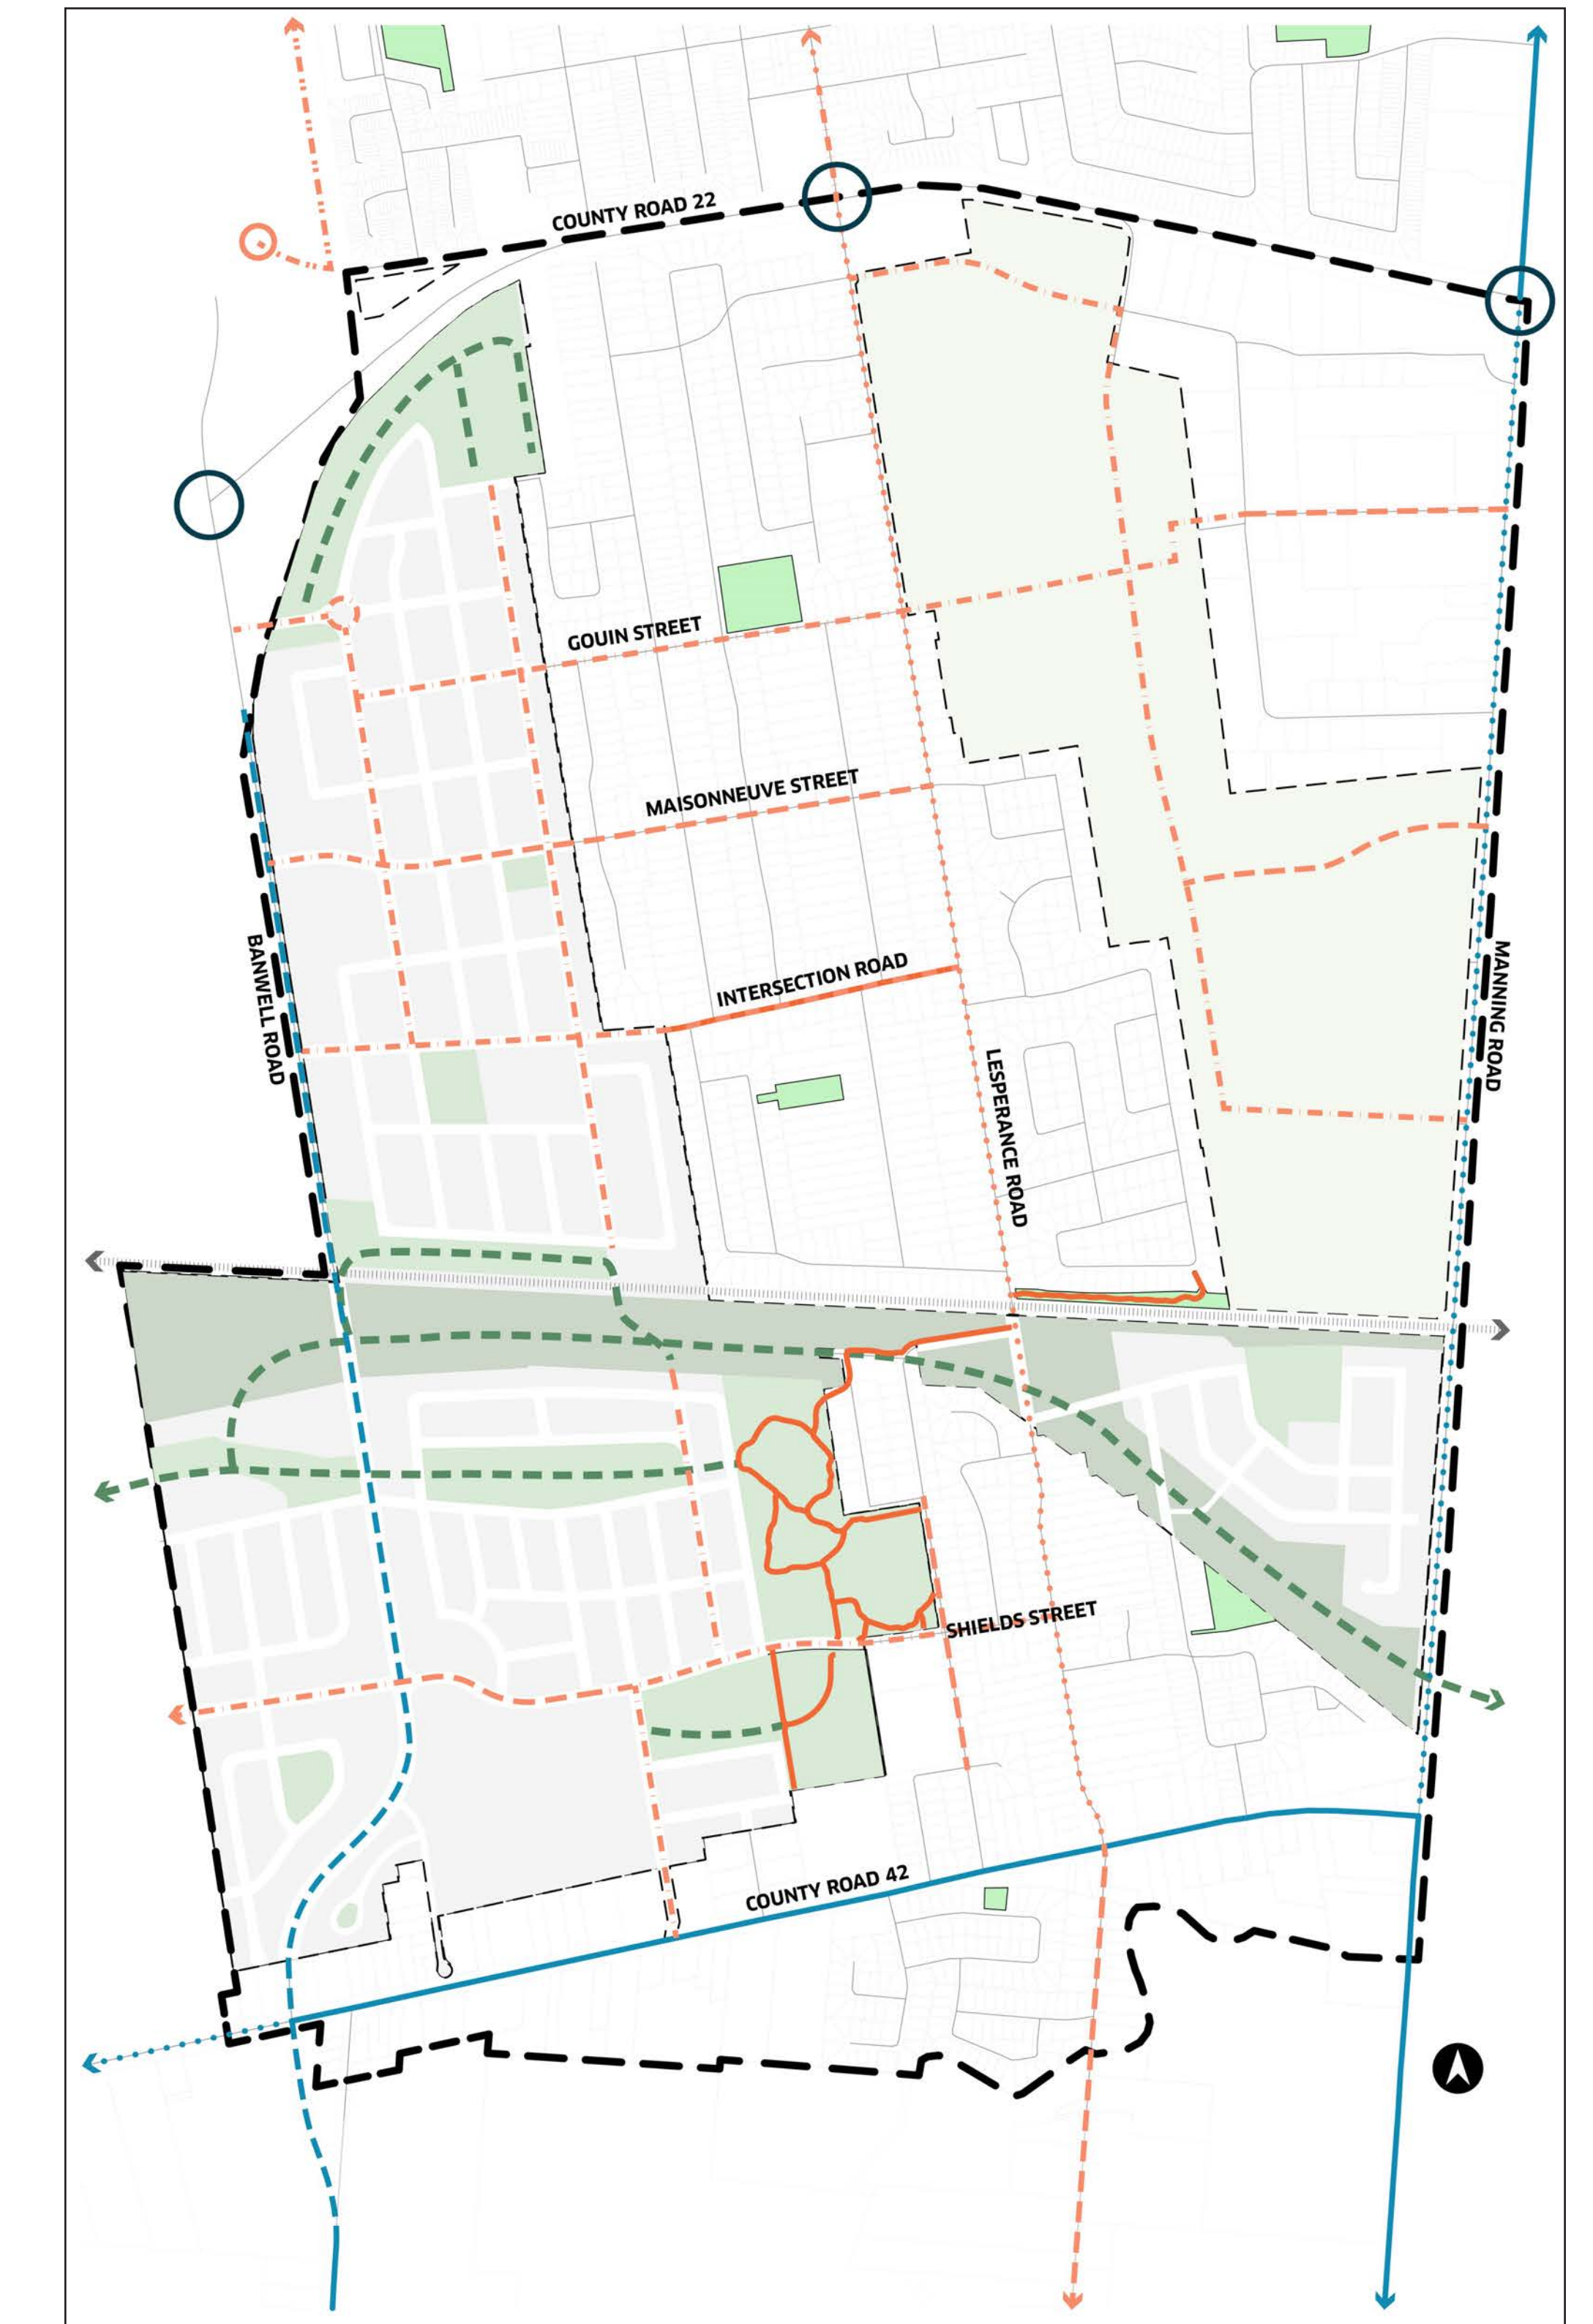 COUNTY ROAD 22
GOUIN STREET
MAISONNEUVE STREET
BANWELL ROAD
INTERSECTION ROAD
MANNING ROAD
LESPERANCE ROAD
SHIELDS STREET
COUNTY ROAD 42